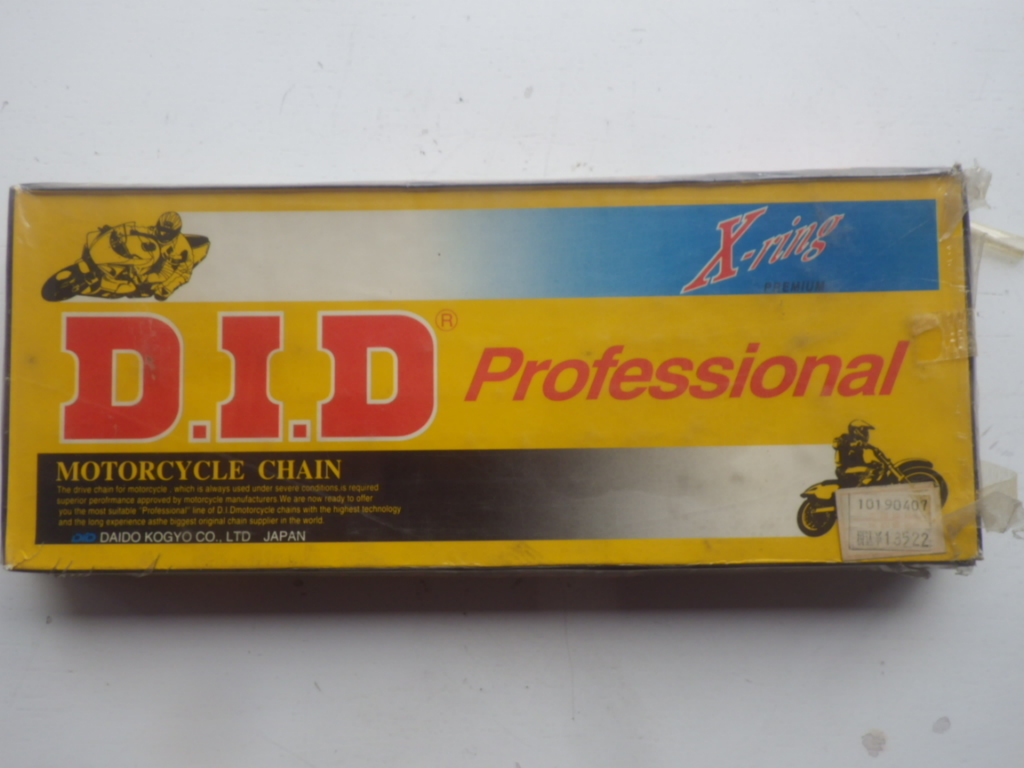 X-ring
PREMIUM
D.I.D®
Professional
MOTORCYCLE CHAIN
The drive chain for motorcycle , which is always used under severe conditions,is required
superior perofrmance approved by motorcycle manufacturers.We are now ready to offer
you the most suitable "Professional" line of D.I.Dmotorcycle chains with the highest technology
and the long experience asthe biggest original chain supplier in the world.
DID DAIDO KOGYO CO., LTD JAPAN
10190407
¥13522